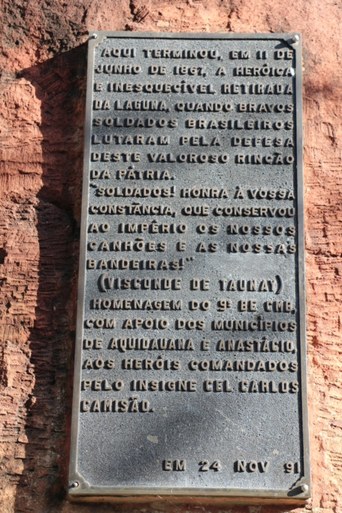 "AQUI TERMINOU, EM 11 DE
JUNHO DE 1867, A HERÓICA
E INESQUECÍVEL RETIRADA
DA LAGUNA, QUANDO BRAVOS
SOLDADOS BRASILEIROS
LUTARAM PELA DEFESA
DESTE VALOROSO RINCÃO
DA PÁTRIA.
"SOLDADOS! HONRA À VOSSA
CONSTÂNCIA, QUE CONSERVOU
AO IMPÉRIO OS NOSSOS
CANHÕES E AS NOSSAS
BANDEIRAS!"
(VISCONDE DE TAUNAY)
HOMENAGEM DO 9º BE CMB,
COM APOIO DOS MUNICÍPIOS
DE AQUIDAUANA E ANASTÁCIO,
AOS HERÓIS COMANDADOS
PELO INSIGNE CEL CARLOS
CAMISÃO.
EM 24 NOV 91